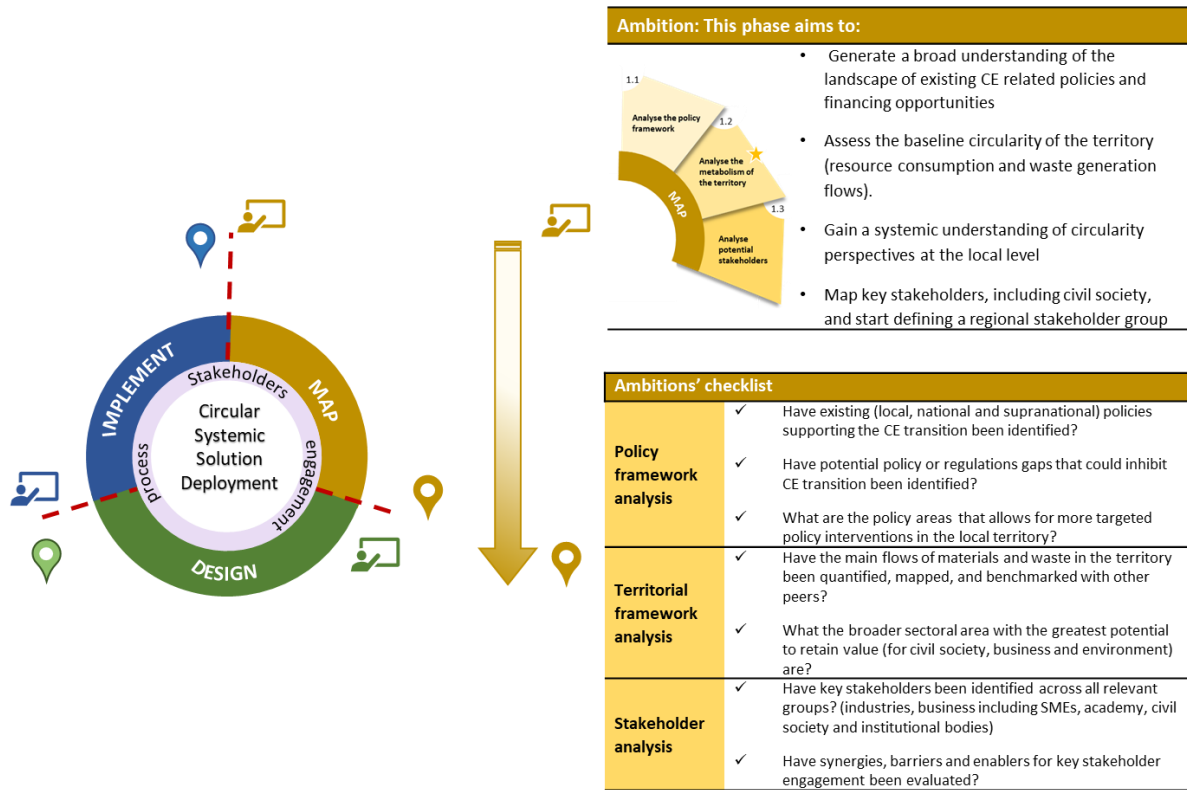 IMPLEMENT
MAP
DESIGN
Stakeholders
engagement
process
Circular
Systemic
Solution
Deployment
Ambition: This phase aims to:
1.1
Analyse the policy
framework
1.2
Analyse the
metabolism of
the territory
1.3
Analyse
potential
stakeholders
MAP
• Generate a broad understanding of the
landscape of existing CE related policies and
financing opportunities
• Assess the baseline circularity of the territory
(resource consumption and waste generation
flows).
• Gain a systemic understanding of circularity
perspectives at the local level
• Map key stakeholders, including civil society,
and start defining a regional stakeholder group
Ambitions’ checklist
Policy
framework
analysis
✓ Have existing (local, national and supranational) policies
supporting the CE transition been identified?
✓ Have potential policy or regulations gaps that could inhibit
CE transition been identified?
✓ What are the policy areas that allows for more targeted
policy interventions in the local territory?
Territorial
framework
analysis
✓ Have the main flows of materials and waste in the territory
been quantified, mapped, and benchmarked with other
peers?
✓ What the broader sectoral area with the greatest potential
to retain value (for civil society, business and environment)
are?
Stakeholder
analysis
✓ Have key stakeholders been identified across all relevant
groups? (industries, business including SMEs, academy, civil
society and institutional bodies)
✓ Have synergies, barriers and enablers for key stakeholder
engagement been evaluated?